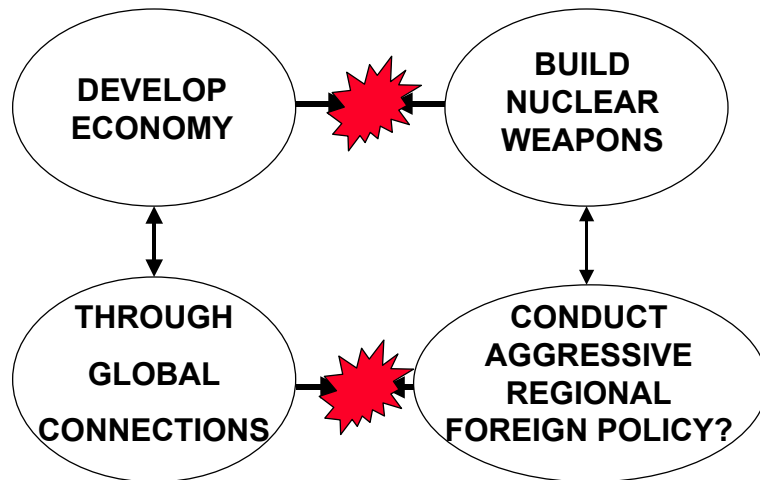 DEVELOP
ECONOMY
BUILD
NUCLEAR
WEAPONS
THROUGH
GLOBAL
CONNECTIONS
CONDUCT
AGGRESSIVE
REGIONAL
FOREIGN POLICY?